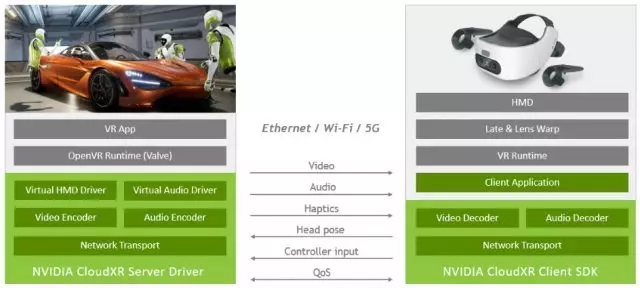 VR App
OpenVR Runtime (Valve)
Virtual HMD Driver
Virtual Audio Driver
Video Encoder
Audio Encoder
Network Transport
NVIDIA CloudXR Server Driver
Ethernet / Wi-Fi / 5G
Video
Audio
Haptics
Head pose
Controller input
QoS
HMD
Late & Lens Warp
VR Runtime
Client Application
Video Decoder
Audio Decoder
Network Transport
NVIDIA CloudXR Client SDK